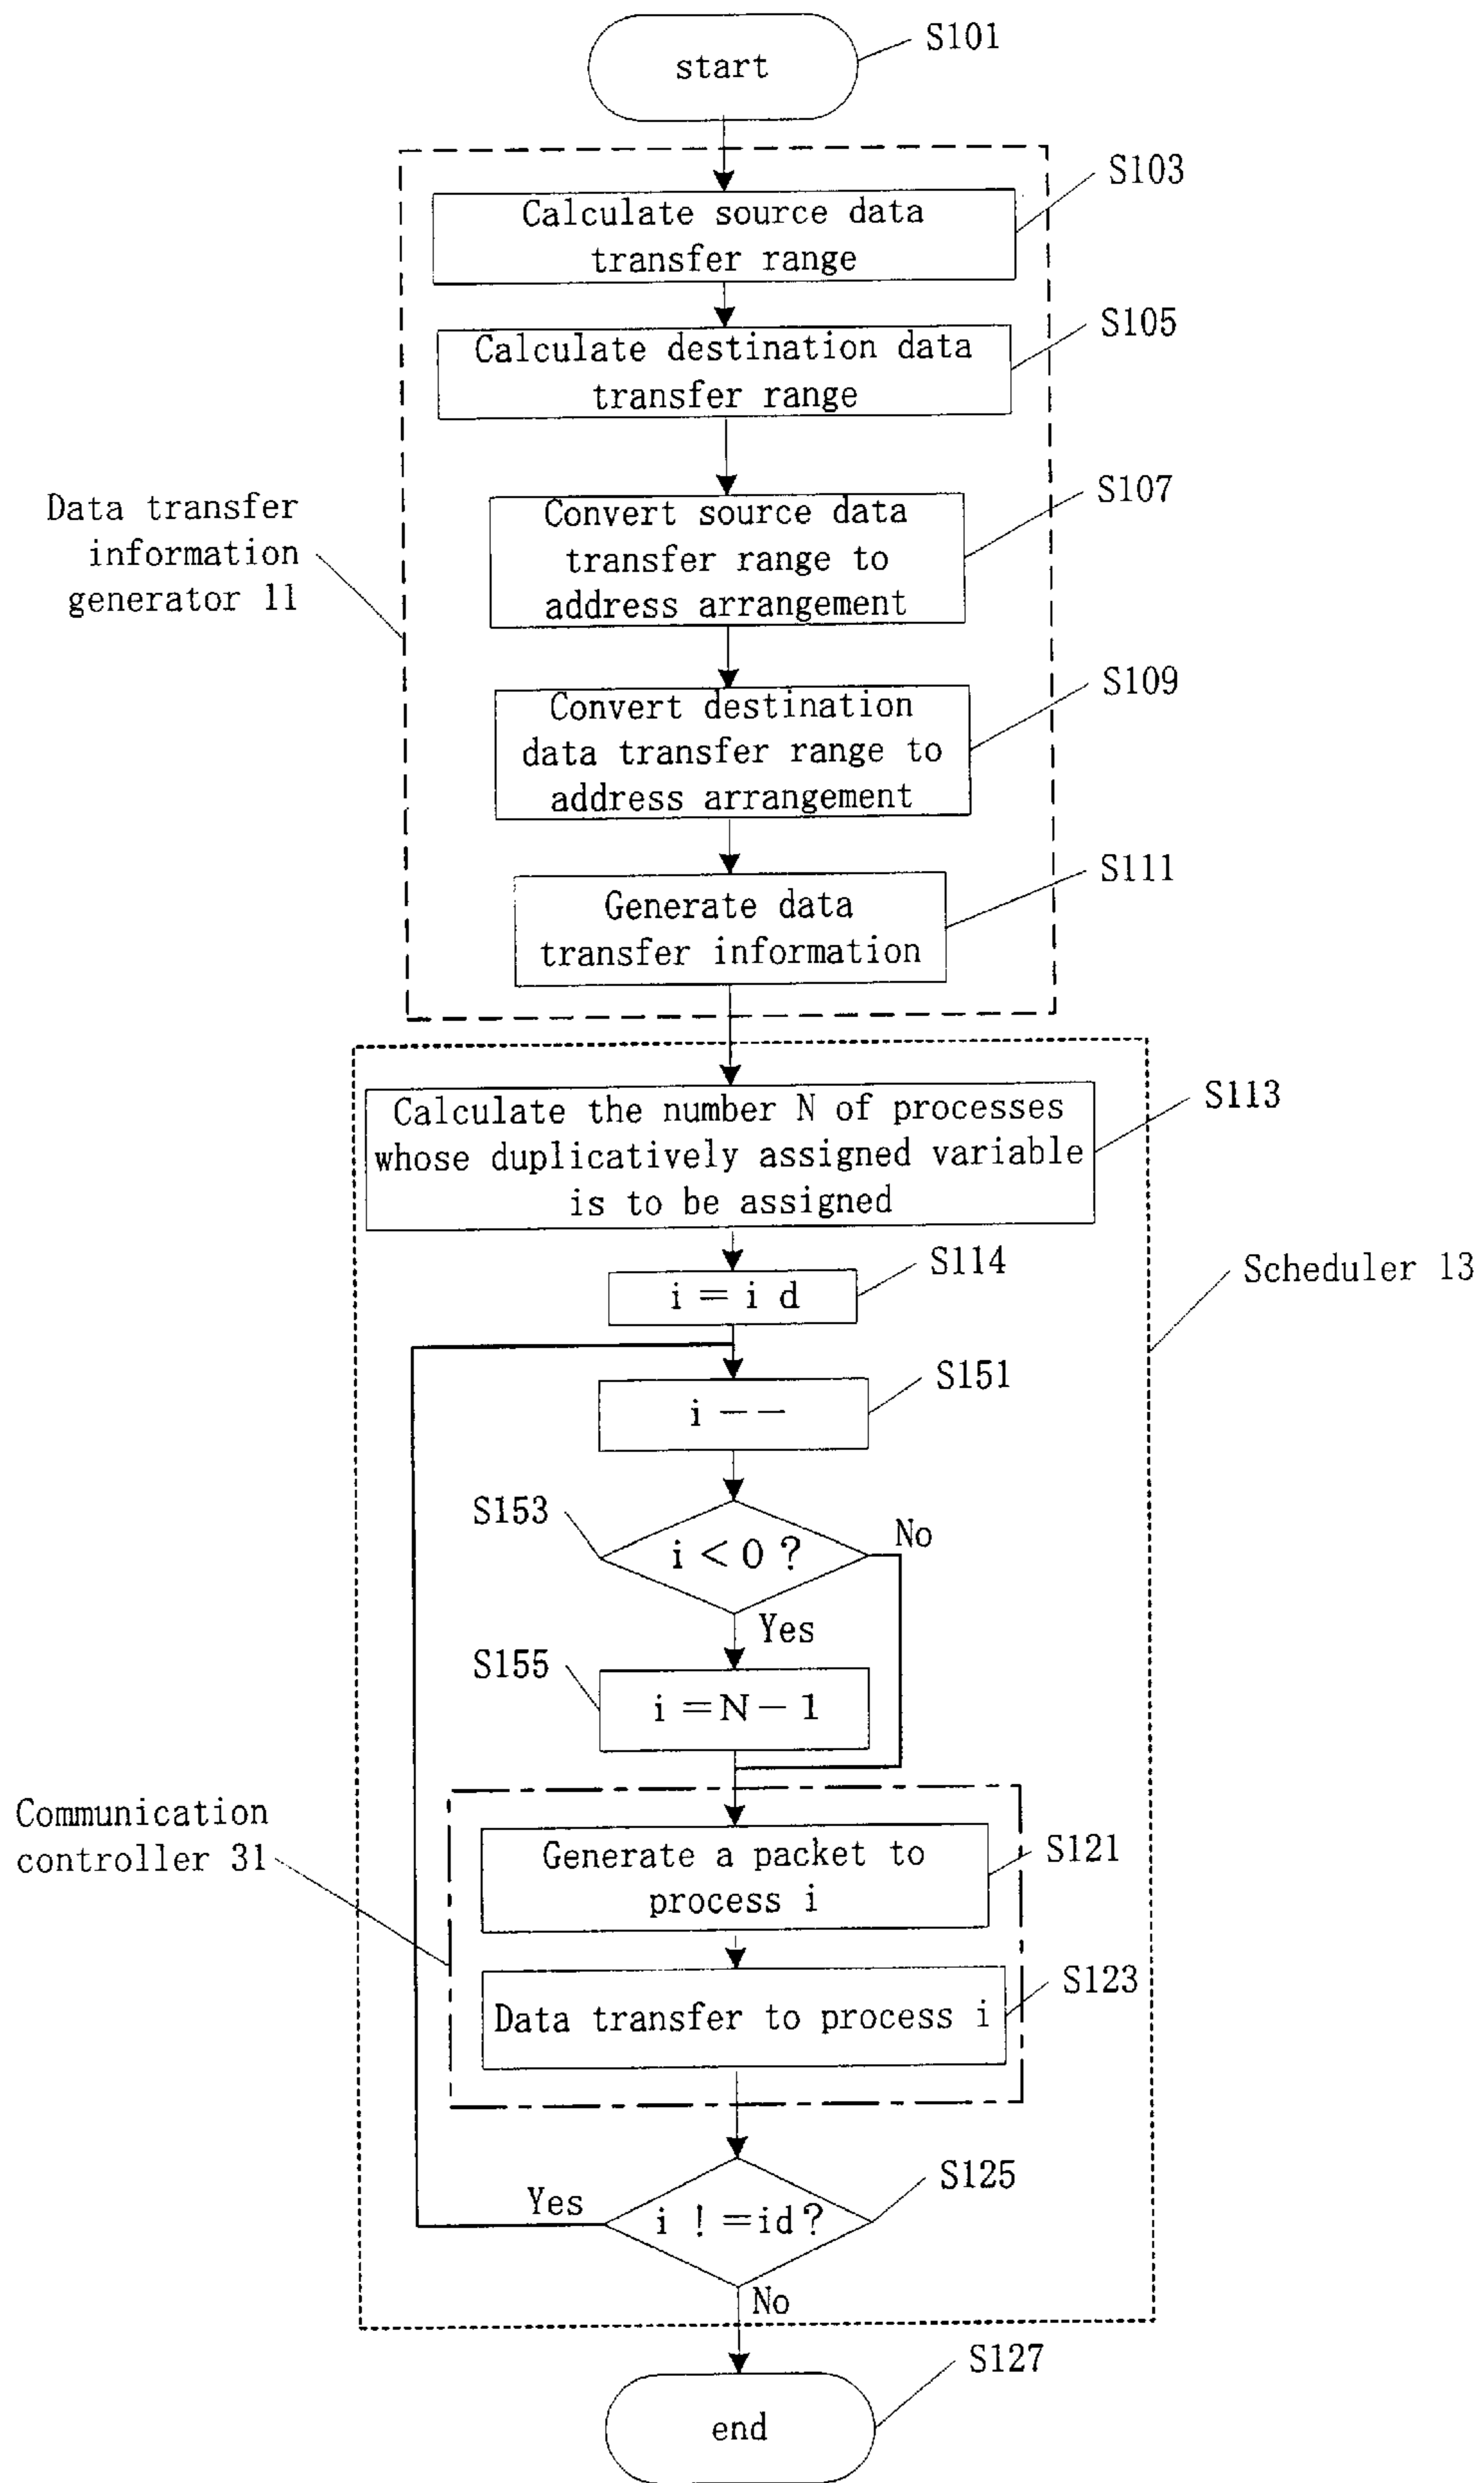 start
S101
Calculate source data
transfer range
S103
Calculate destination data
transfer range
S105
Data transfer
information
generator 11
Convert source data
transfer range to
address arrangement
S107
Convert destination
data transfer range to
address arrangement
S109
Generate data
transfer information
S111
Calculate the number N of processes
whose duplicatively assigned variable
is to be assigned
S113
i = i d
S114
Scheduler 13
i --
S151
S153
i < 0 ?
No
Yes
S155
i = N - 1
Communication
controller 31
Generate a packet to
process i
S121
Data transfer to process i
S123
Yes
i ! = id ?
S125
No
end
S127